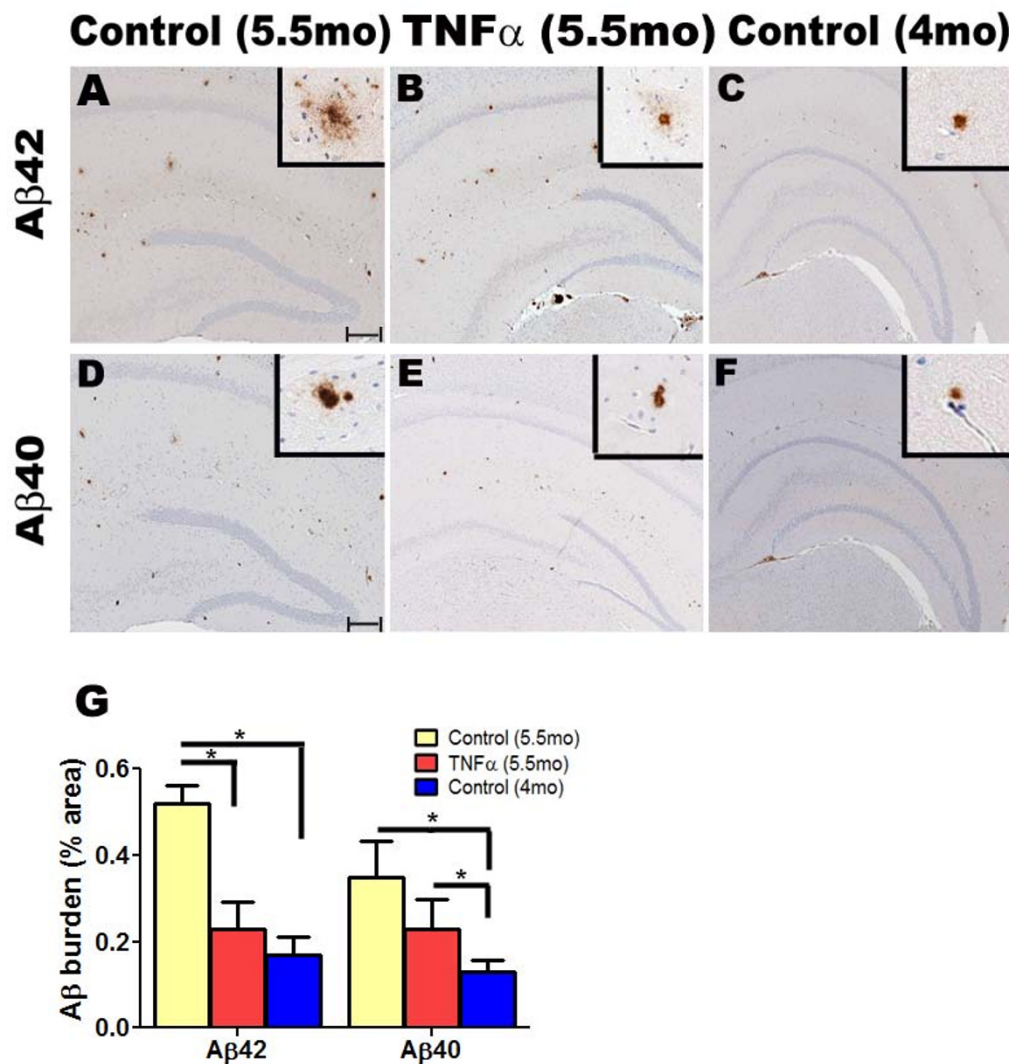 Control (5.5mo) TNFα (5.5mo) Control (4mo)
Aβ42
A
B
C
Aβ40
D
E
F
G
* *
Control (5.5mo)
TNFα (5.5mo)
Control (4mo)
* *
Aβ burden (% area)
0.6
0.4
0.2
0.0
Aβ42 Aβ40